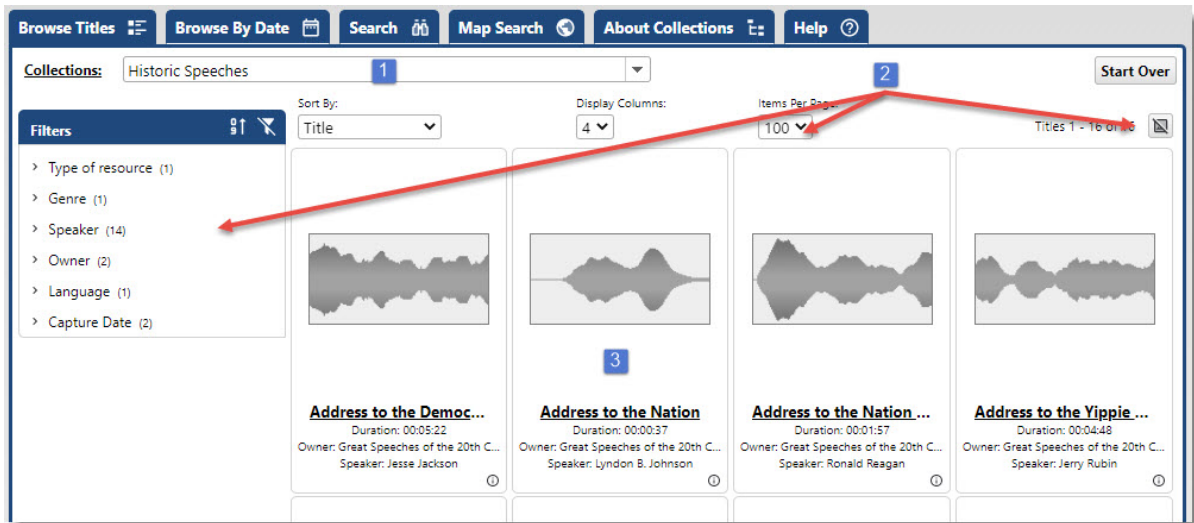 Browse Titles Browse By Date Search Map Search About Collections Help
Collections: Historic Speeches 1 2 Start Over
Sort By: Display Columns: Items Per Page:
Filters Title 4 100 Titles 1 - 16 of 16
Type of resource (1)
Genre (1)
Speaker (14)
Owner (2)
Language (1)
Capture Date (2)
3
Address to the Democ... Address to the Nation Address to the Nation ... Address to the Yippie ...
Duration: 00:05:22 Duration: 00:00:37 Duration: 00:01:57 Duration: 00:04:48
Owner: Great Speeches of the 20th C... Owner: Great Speeches of the 20th C... Owner: Great Speeches of the 20th C... Owner: Great Speeches of the 20th C...
Speaker: Jesse Jackson Speaker: Lyndon B. Johnson Speaker: Ronald Reagan Speaker: Jerry Rubin